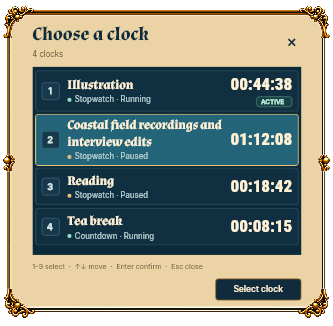 Choose a clock
4 clocks
×
1 Illustration 00:44:38
Stopwatch · Running ACTIVE
2 Coastal field recordings and
interview edits 01:12:08
Stopwatch · Paused
3 Reading 00:18:42
Stopwatch · Paused
4 Tea break 00:08:15
Countdown · Running
1–9 select · ↑↓ move · Enter confirm · Esc close
Select clock